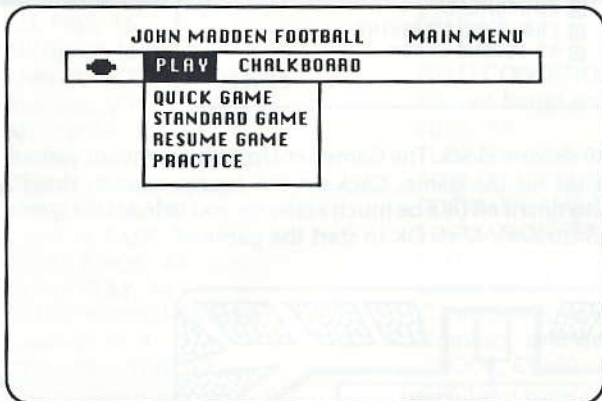 JOHN MADDEN FOOTBALL MAIN MENU
PLAY CHALKBOARD
QUICK GAME
STANDARD GAME
RESUME GAME
PRACTICE